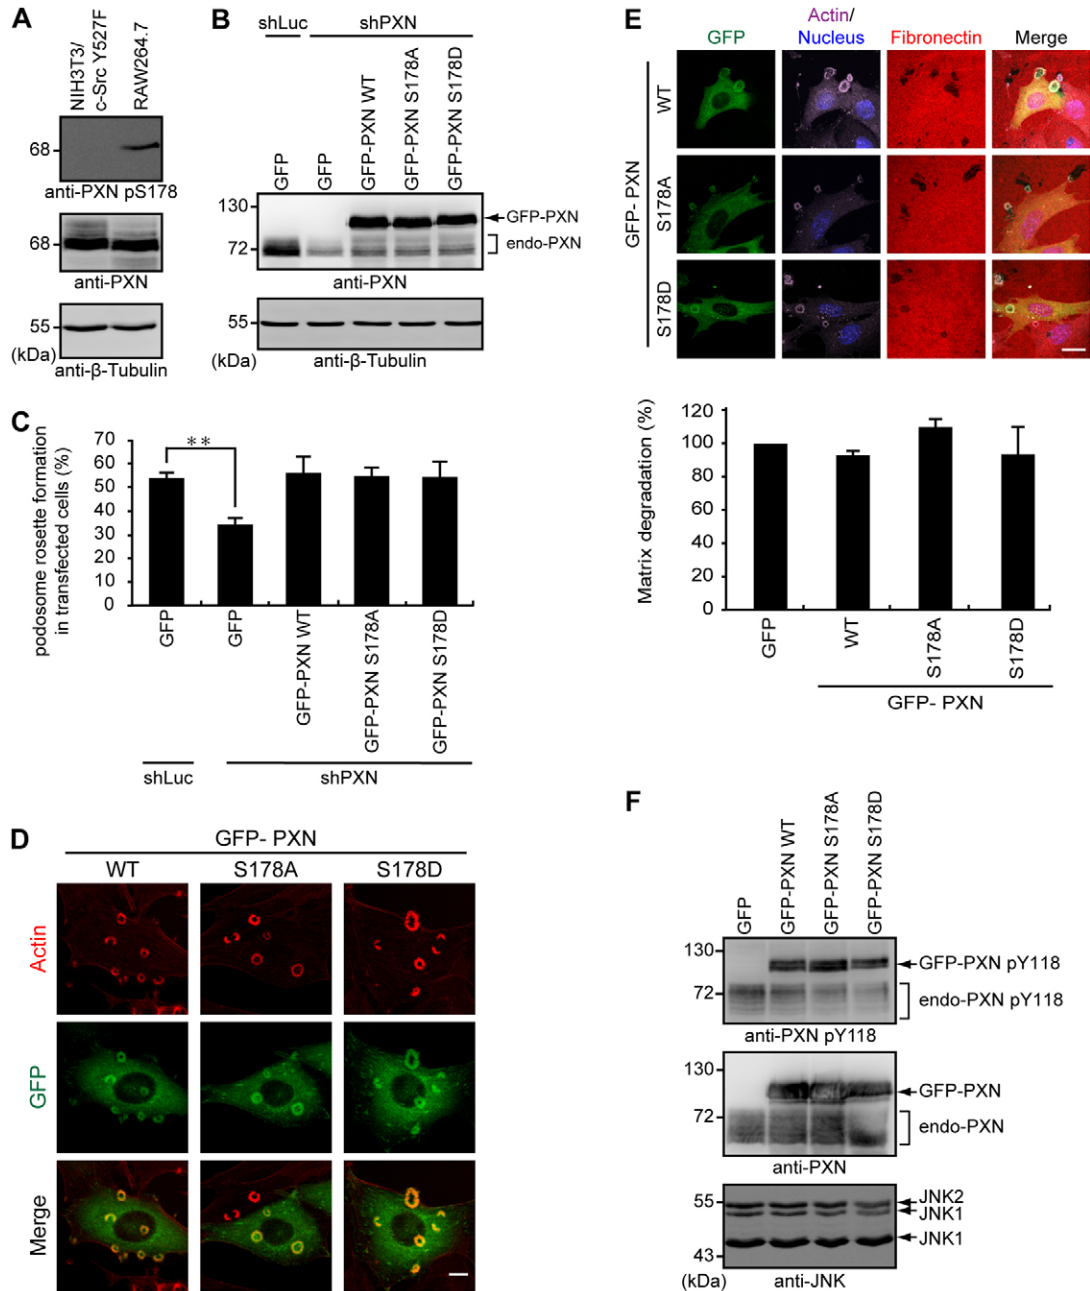 A
NIH3T3/
c-Src Y527F
RAW264.7
68
anti-PXN pS178
68
anti-PXN
55
(kDa)
anti-β-Tubulin
B
shLuc
shPXN
GFP
GFP
GFP-PXN WT
GFP-PXN S178A
GFP-PXN S178D
130
72
GFP-PXN
endo-PXN
anti-PXN
55
(kDa)
anti-β-Tubulin
C
podosome rosette formation
in transfected cells (%)
70
60
50
40
30
20
10
0
**
GFP
GFP
GFP-PXN WT
GFP-PXN S178A
GFP-PXN S178D
shLuc
shPXN
D
GFP- PXN
WT
S178A
S178D
Actin
GFP
Merge
E
GFP
Actin/
Nucleus
Fibronectin
Merge
GFP- PXN
WT
S178A
S178D
Matrix degradation (%)
120
100
80
60
40
20
0
GFP
WT
S178A
S178D
GFP- PXN
F
GFP
GFP-PXN WT
GFP-PXN S178A
GFP-PXN S178D
130
72
GFP-PXN pY118
endo-PXN pY118
anti-PXN pY118
130
72
GFP-PXN
endo-PXN
anti-PXN
55
43
JNK2
JNK1
JNK1
(kDa)
anti-JNK